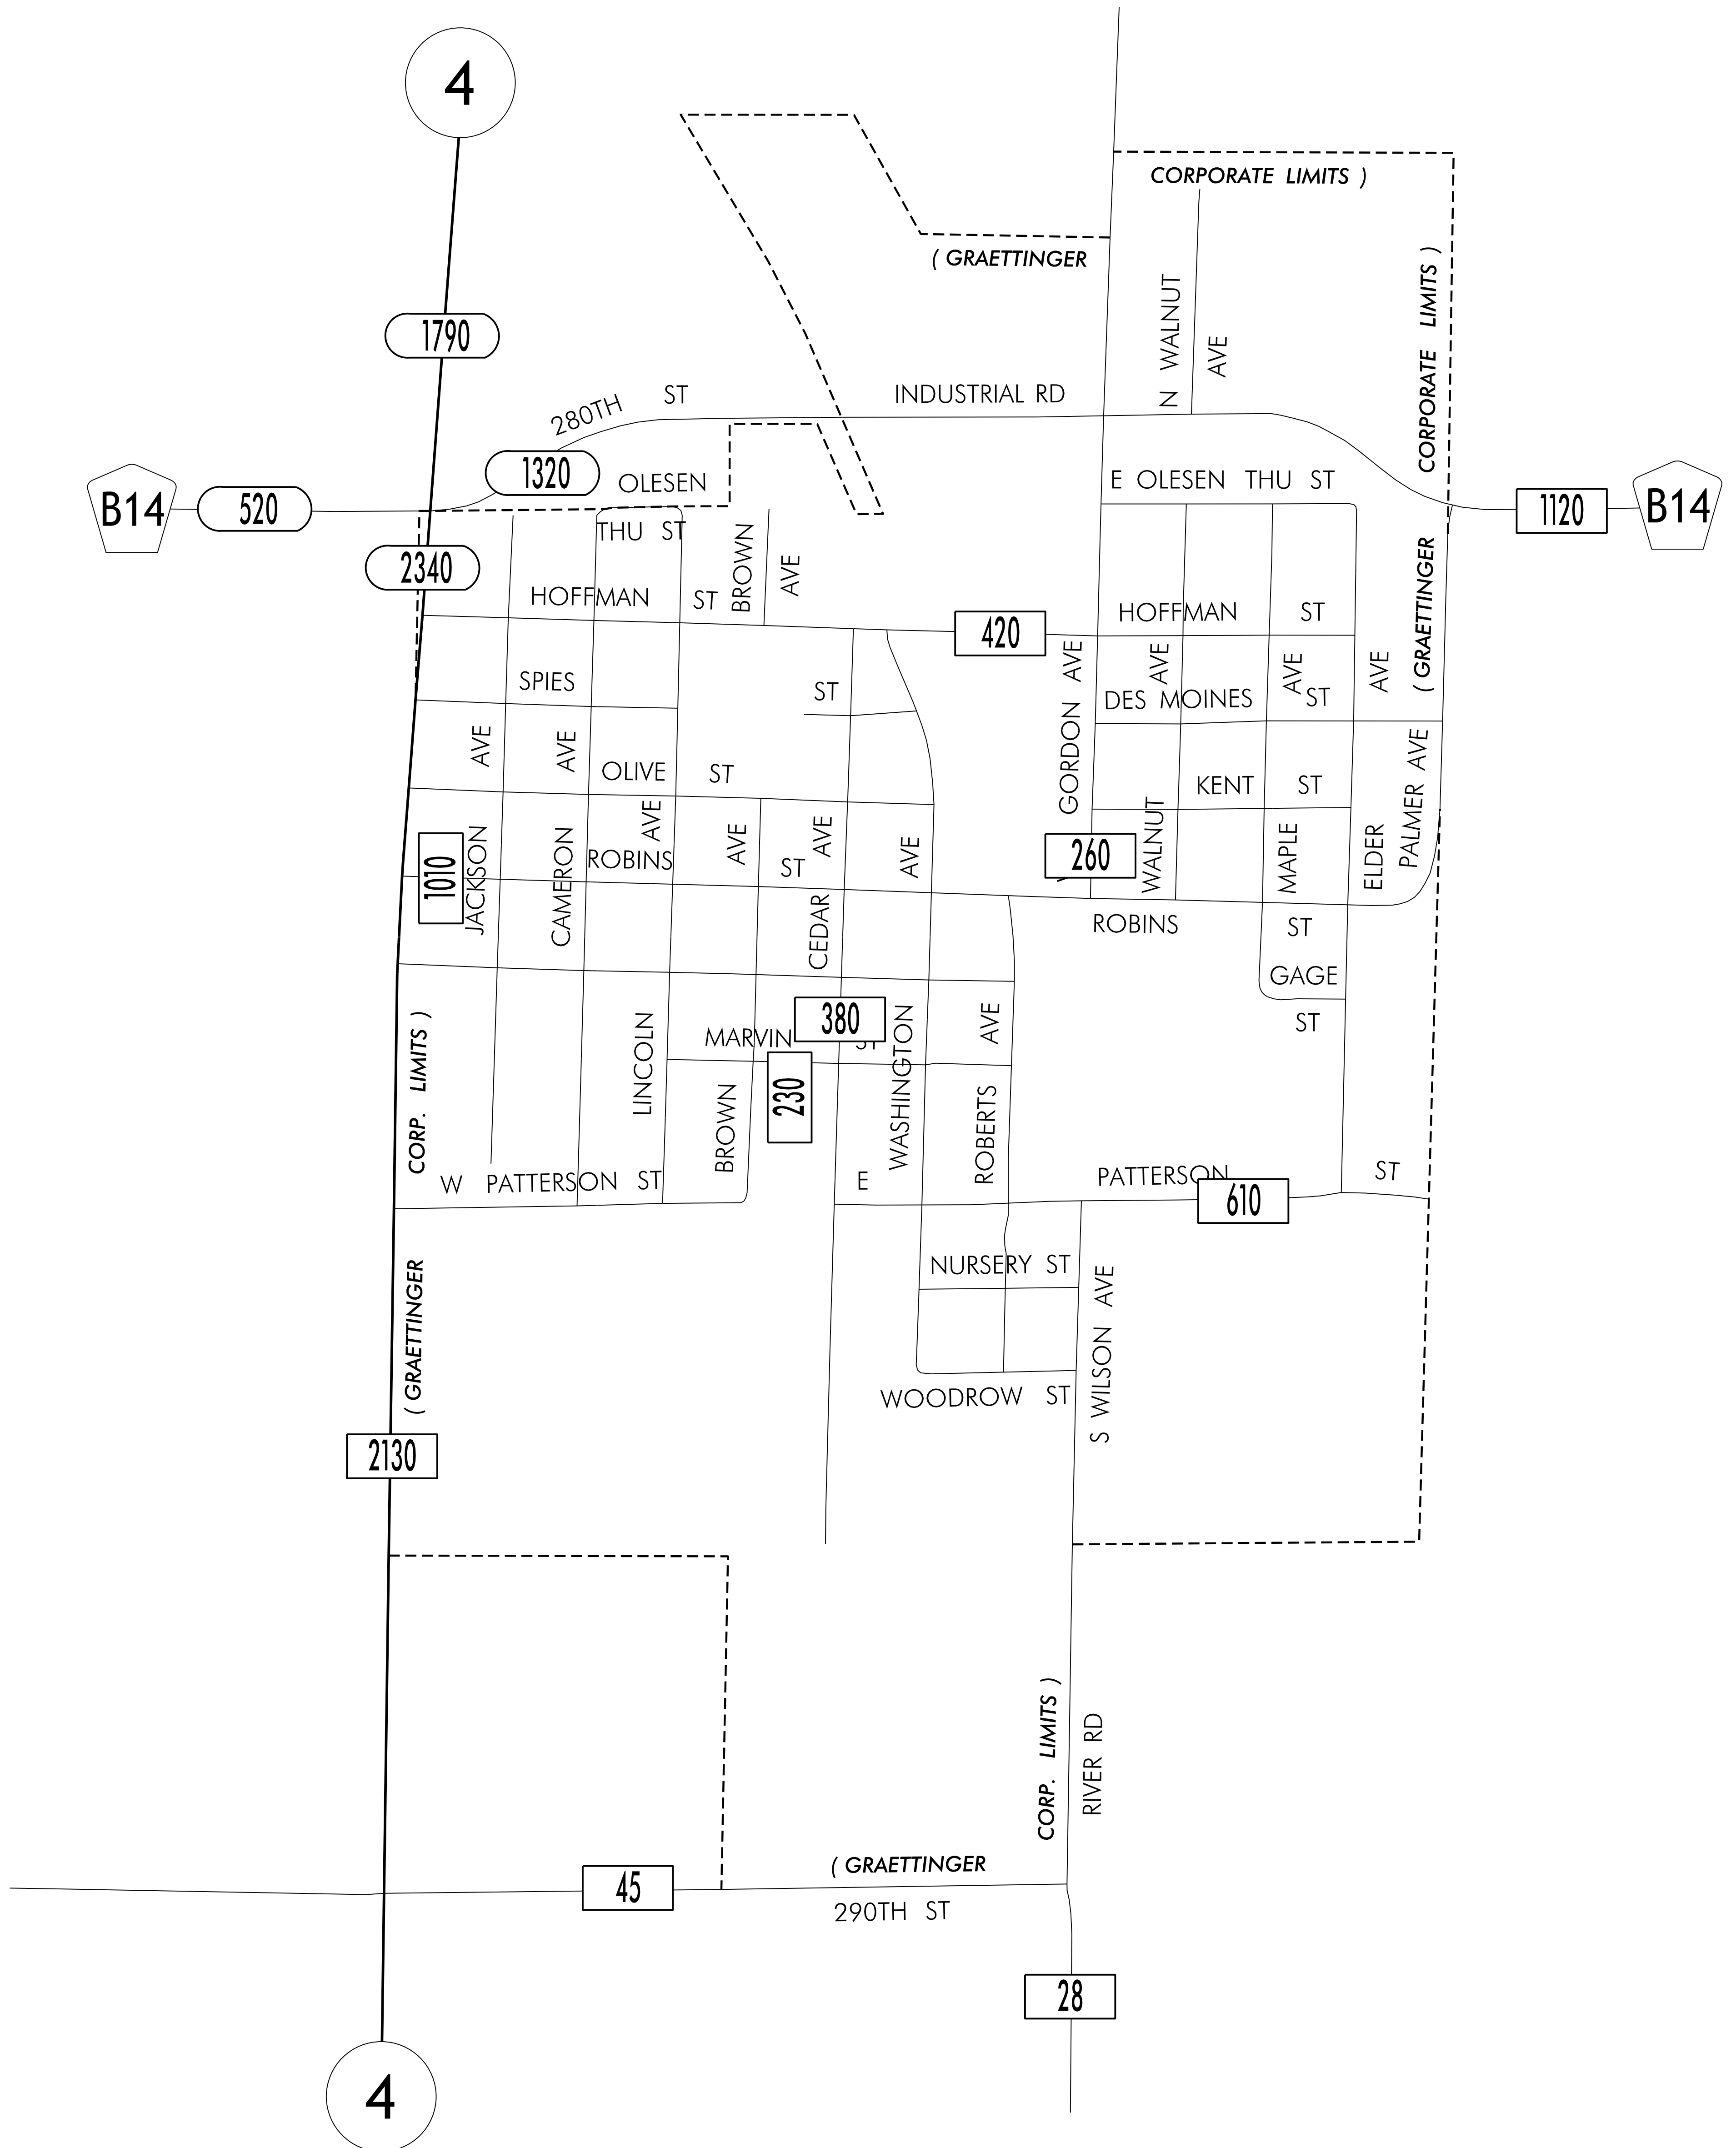 4
CORPORATE LIMITS )
( GRAETTINGER
CORPORATE LIMITS )
N WALNUT
AVE
1790
280TH ST
INDUSTRIAL RD
1320
OLESEN
THU ST
E OLESEN THU ST
B14
520
1120
B14
2340
BROWN
AVE
( GRAETTINGER
HOFFMAN ST
420
HOFFMAN ST
SPIES ST
GORDON AVE
AVE
AVE
AVE
DES MOINES ST
AVE
AVE
OLIVE ST
KENT ST
PALMER AVE
AVE
AVE
AVE
AVE
1010
JACKSON
CAMERON
ROBINS ST
260
WALNUT
MAPLE
ELDER
CEDAR
ROBINS ST
GAGE
ST
CORP. LIMITS )
LINCOLN
380
MARVIN ST
WASHINGTON
AVE
230
BROWN
ROBERTS
W PATTERSON ST
E PATTERSON ST
610
( GRAETTINGER
NURSERY ST
S WILSON AVE
WOODROW ST
2130
CORP. LIMITS )
RIVER RD
( GRAETTINGER
45
290TH ST
28
4